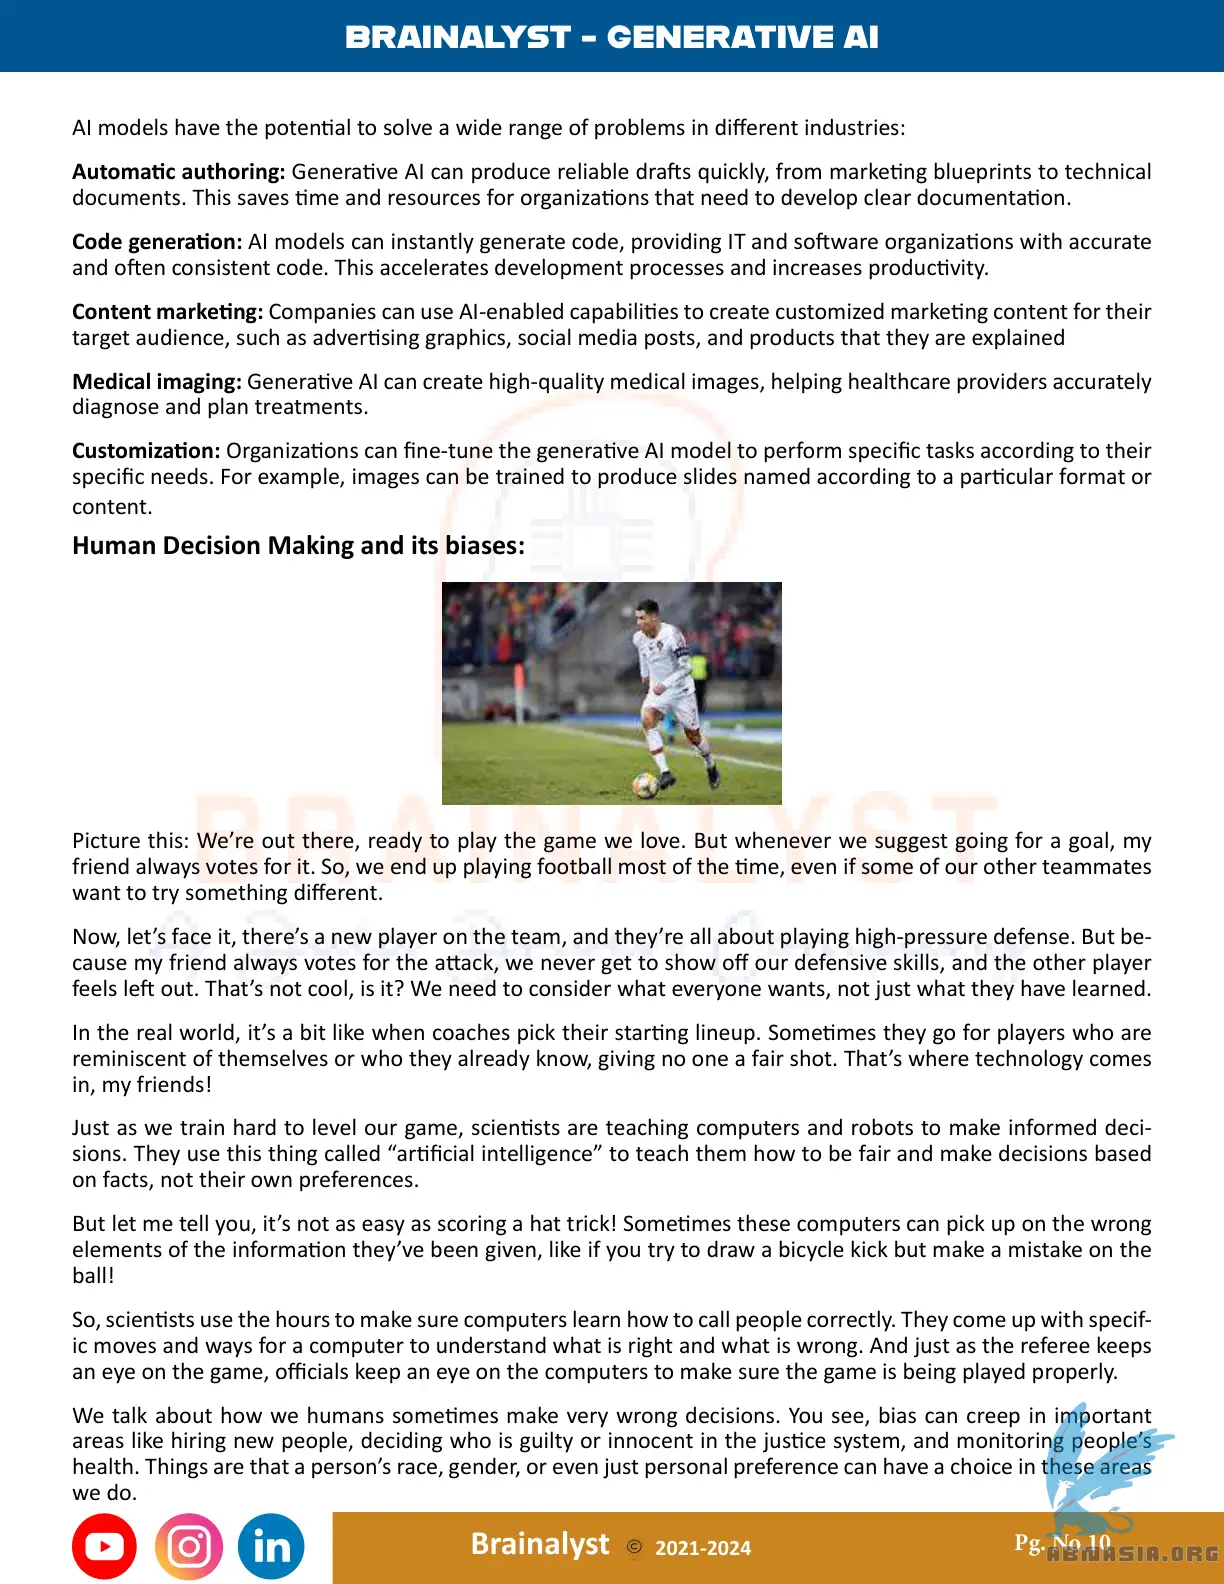 BRAINALYST - GENERATIVE AI
AI models have the potential to solve a wide range of problems in different industries:
Automatic authoring: Generative AI can produce reliable drafts quickly, from marketing blueprints to technical
documents. This saves time and resources for organizations that need to develop clear documentation.
Code generation: AI models can instantly generate code, providing IT and software organizations with accurate
and often consistent code. This accelerates development processes and increases productivity.
Content marketing: Companies can use AI-enabled capabilities to create customized marketing content for their
target audience, such as advertising graphics, social media posts, and products that they are explained
Medical imaging: Generative AI can create high-quality medical images, helping healthcare providers accurately
diagnose and plan treatments.
Customization: Organizations can fine-tune the generative AI model to perform specific tasks according to their
specific needs. For example, images can be trained to produce slides named according to a particular format or
content.
Human Decision Making and its biases:
BRAINALYST
Picture this: We're out there, ready to play the game we love. But whenever we suggest going for a goal, my
friend always votes for it. So, we end up playing football most of the time, even if some of our other teammates
want to try something different.
Now, let's face it, there's a new player on the team, and they're all about playing high-pressure defense. But be-
cause my friend always votes for the attack, we never get to show off our defensive skills, and the other player
feels left out. That's not cool, is it? We need to consider what everyone wants, not just what they have learned.
In the real world, it's a bit like when coaches pick their starting lineup. Sometimes they go for players who are
reminiscent of themselves or who they already know, giving no one a fair shot. That's where technology comes
in, my friends!
Just as we train hard to level our game, scientists are teaching computers and robots to make informed deci-
sions. They use this thing called “artificial intelligence” to teach them how to be fair and make decisions based
on facts, not their own preferences.
But let me tell you, it's not as easy as scoring a hat trick! Sometimes these computers can pick up on the wrong
elements of the information they've been given, like if you try to draw a bicycle kick but make a mistake on the
ball!
So, scientists use the hours to make sure computers learn how to call people correctly. They come up with specif-
ic moves and ways for a computer to understand what is right and what is wrong. And just as the referee keeps
an eye on the game, officials keep an eye on the computers to make sure the game is being played properly.
We talk about how we humans sometimes make very wrong decisions. You see, bias can creep in important
areas like hiring new people, deciding who is guilty or innocent in the justice system, and monitoring people's
health. Things are that a person's race, gender, or even just personal preference can have a choice in these areas
we do.
in
Brainalyst © 2021-2024
Pg. No 10
ABNASIA.ORG